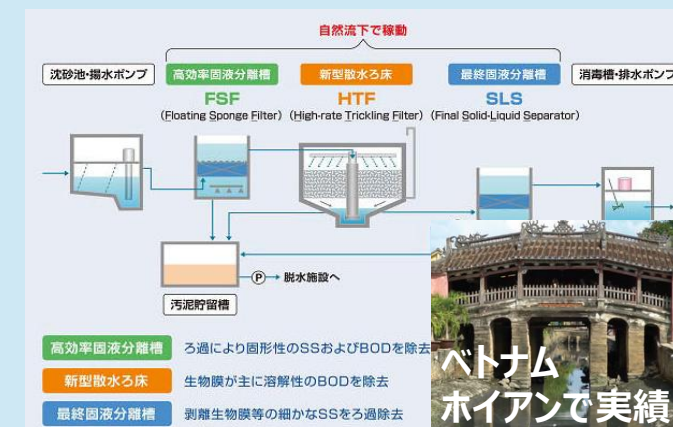 自然流下で稼動
沈砂池・揚水ポンプ
高効率固液分離槽
新型散水ろ床
最終固液分離槽
消毒槽・排水ポンプ
FSF
HTF
SLS
(Floating Sponge Filter)
(High-rate Trickling Filter)
(Final Solid-Liquid Separator)
P
脱水施設へ
汚泥貯留槽
高効率固液分離槽 ろ過により固形性のSSおよびBODを除去
新型散水ろ床 生物膜が主に溶解性のBODを除去
最終固液分離槽 剥離生物膜等の細かなSSをろ過除去
ベトナム
ホイアンで実績